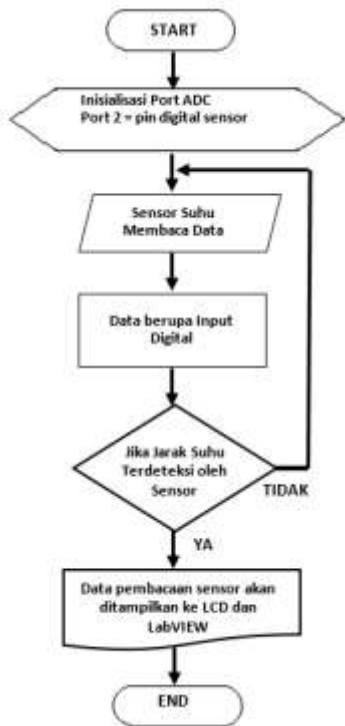 START
Inisialisasi Port ADC
Port 2 = pin digital sensor
Sensor Suhu
Membaca Data
Data berupa Input
Digital
Jika Jarak Suhu
Terdeteksi oleh
Sensor
TIDAK
YA
Data pembacaan sensor akan
ditampilkan ke LCD dan
LabVIEW
END